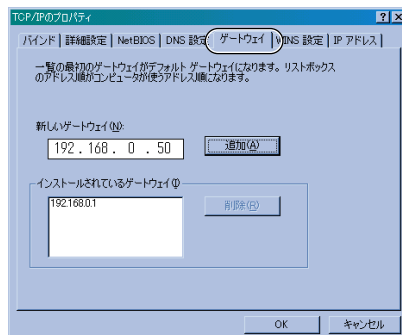 TCP/IPのプロパティ
バインド 詳細設定 NetBIOS DNS 設定 ゲートウェイ WINS 設定 IP アドレス
一覧の最初のゲートウェイがデフォルト ゲートウェイになります。リストボックス
のアドレス順がコンピュータが使うアドレス順になります。
新しいゲートウェイ(N):
192.168. 0 . 50 追加(A)
インストールされているゲートウェイ(I)
192.168.0.1
削除(R)
OK キャンセル